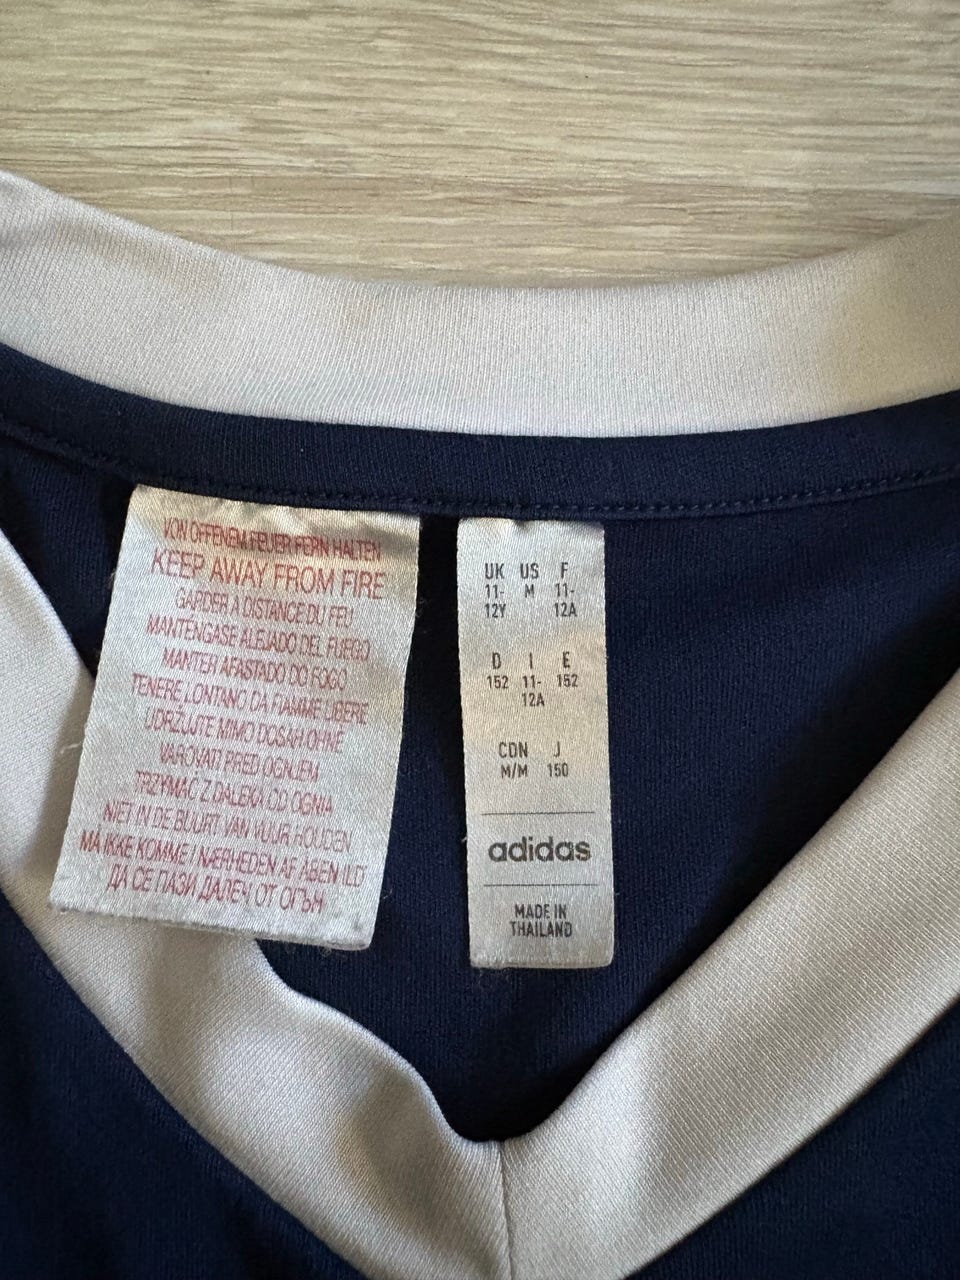 VON OFFENEM FEUER FERN HALTEN
KEEP AWAY FROM FIRE
GARDER A DISTANCE DU FEU
MANTENGASE ALEJADO DEL FUEGO
MANTER AFASTADO DO FOGO
TENERE LONTANO DA FIAMME LIBERE
UDRŽUJTE MIMO DOSAH OHNE
VAROVATI PRED OGNJEM
TRZYMAĆ Z DALEKA OD OGNIA
NIET IN DE BUURT VAN VUUR HOUDEN
MÅ IKKE KOMME I NÆRHEDEN AF ÅBEN ILD
ДА СЕ ПАЗИ ДАЛЕЧ ОТ ОГЪН
UK US F
11- M 11-
12Y 12A
D I E
152 11- 152
12A
CDN J
M/M 150
adidas
MADE IN
THAILAND